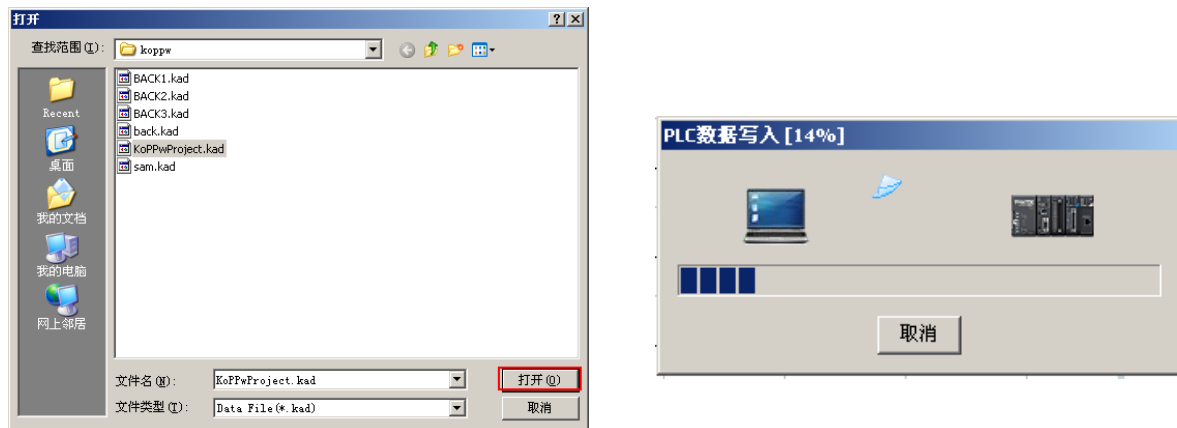 打开
查找范围(I):
koppw
Recent
桌面
我的文档
我的电脑
网上邻居
BACK1.kad
BACK2.kad
BACK3.kad
back.kad
KoPPwProject.kad
sam.kad
文件名(N):
KoPPwProject.kad
打开(O)
文件类型(T):
Data File(*.kad)
取消
PLC数据写入 [14%]
取消